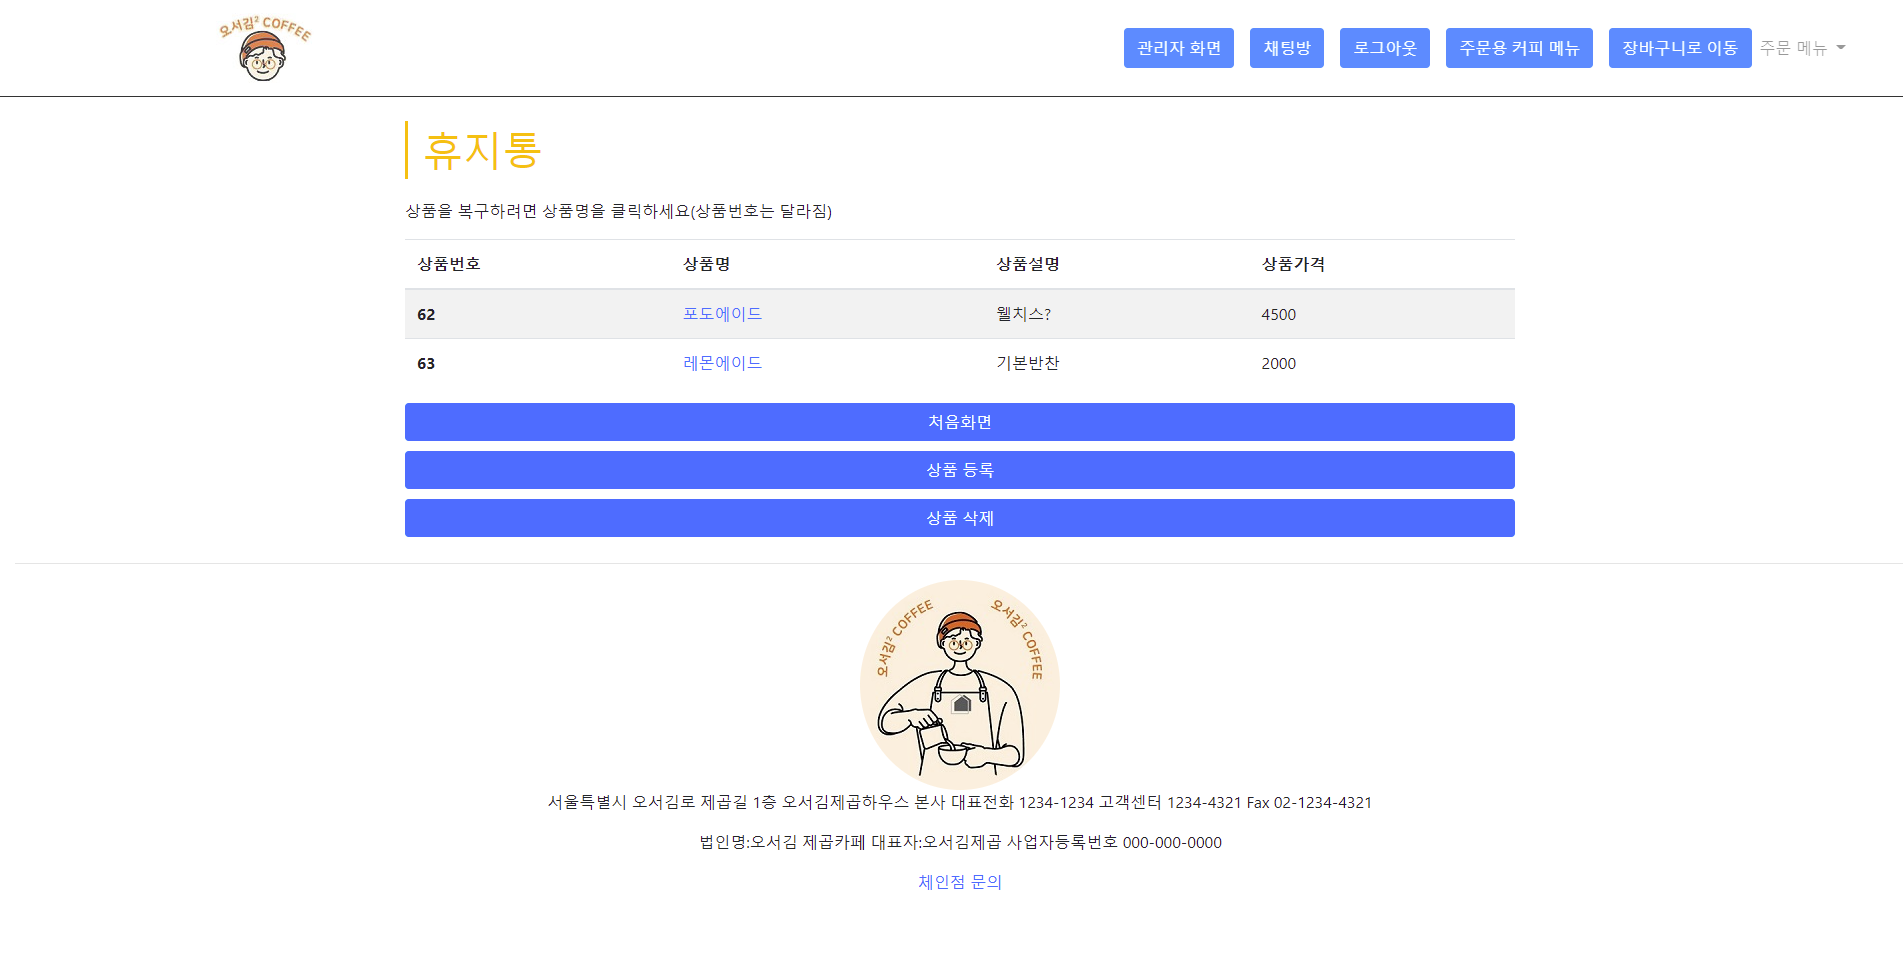 오서김² COFFEE
관리자 화면 채팅방 로그아웃 주문용 커피 메뉴 장바구니로 이동 주문 메뉴
휴지통
상품을 복구하려면 상품명을 클릭하세요(상품번호는 달라짐)
상품번호 상품명 상품설명 상품가격
62 포도에이드 웰치스? 4500
63 레몬에이드 기본반찬 2000
처음화면
상품 등록
상품 삭제
오서김² COFFEE 오서김² COFFEE
서울특별시 오서김로 제곱길 1층 오서김제곱하우스 본사 대표전화 1234-1234 고객센터 1234-4321 Fax 02-1234-4321
법인명:오서김 제곱카페 대표자:오서김제곱 사업자등록번호 000-000-0000
체인점 문의